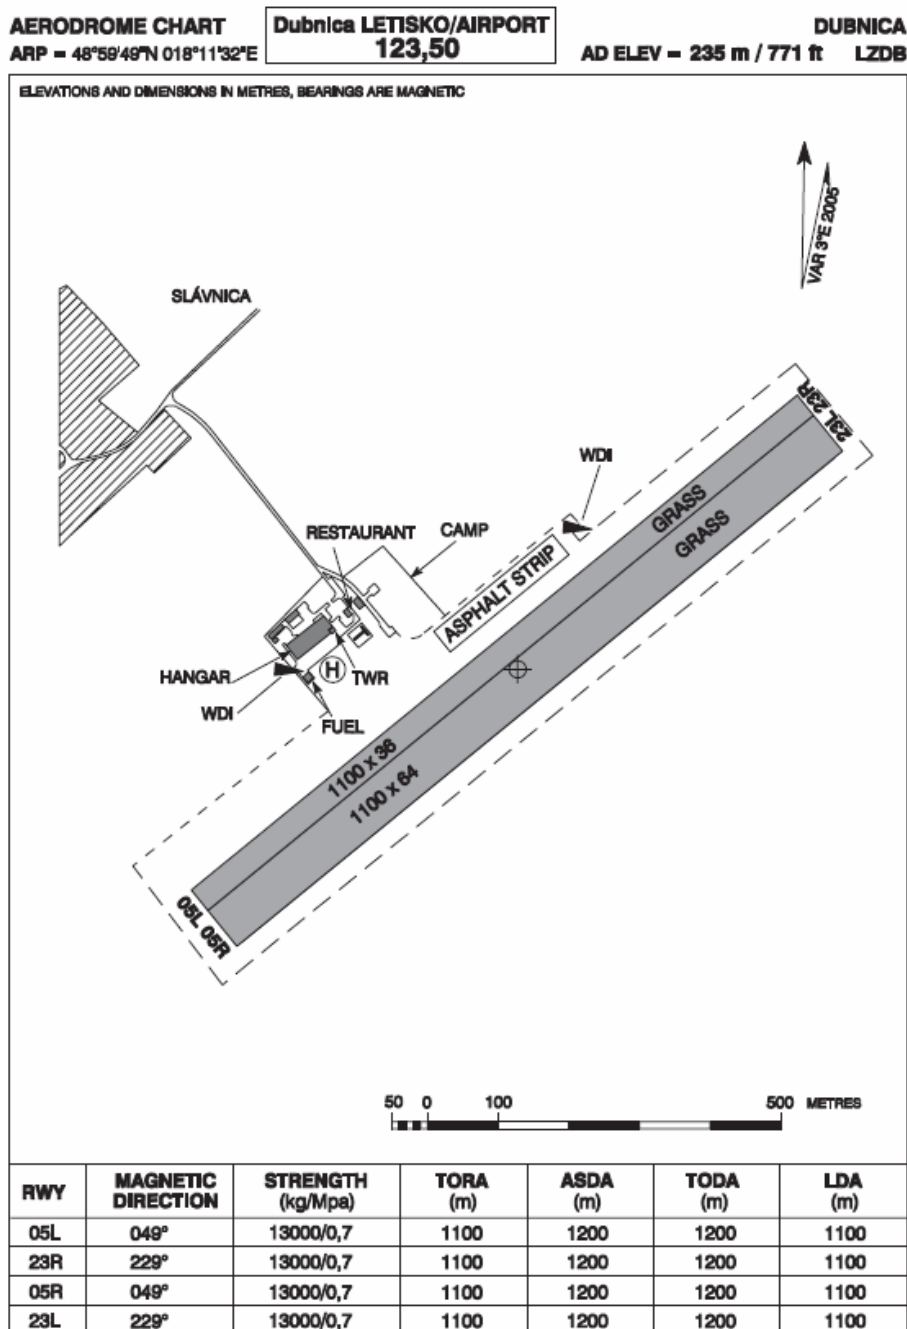 AERODROME CHART
Dubnica LETISKO/AIRPORT
DUBNICA
ARP = 48°59'49"N 018°11'32"E
123,50
AD ELEV = 235 m / 771 ft
LZDB
ELEVATIONS AND DIMENSIONS IN METRES, BEARINGS ARE MAGNETIC
VAR 3°E 2005
SLÁVNICA
23L 23R
WDI
GRASS
GRASS
RESTAURANT
CAMP
ASPHALT STRIP
T
HANGAR
H
TWR
WDI
FUEL
1100 x 36
1100 x 64
05L 05R
50 0 100 500 METRES
RWY MAGNETIC DIRECTION STRENGTH (kg/Mpa) TORA (m) ASDA (m) TODA (m) LDA (m)
05L 049° 13000/0,7 1100 1200 1200 1100
23R 229° 13000/0,7 1100 1200 1200 1100
05R 049° 13000/0,7 1100 1200 1200 1100
23L 229° 13000/0,7 1100 1200 1200 1100